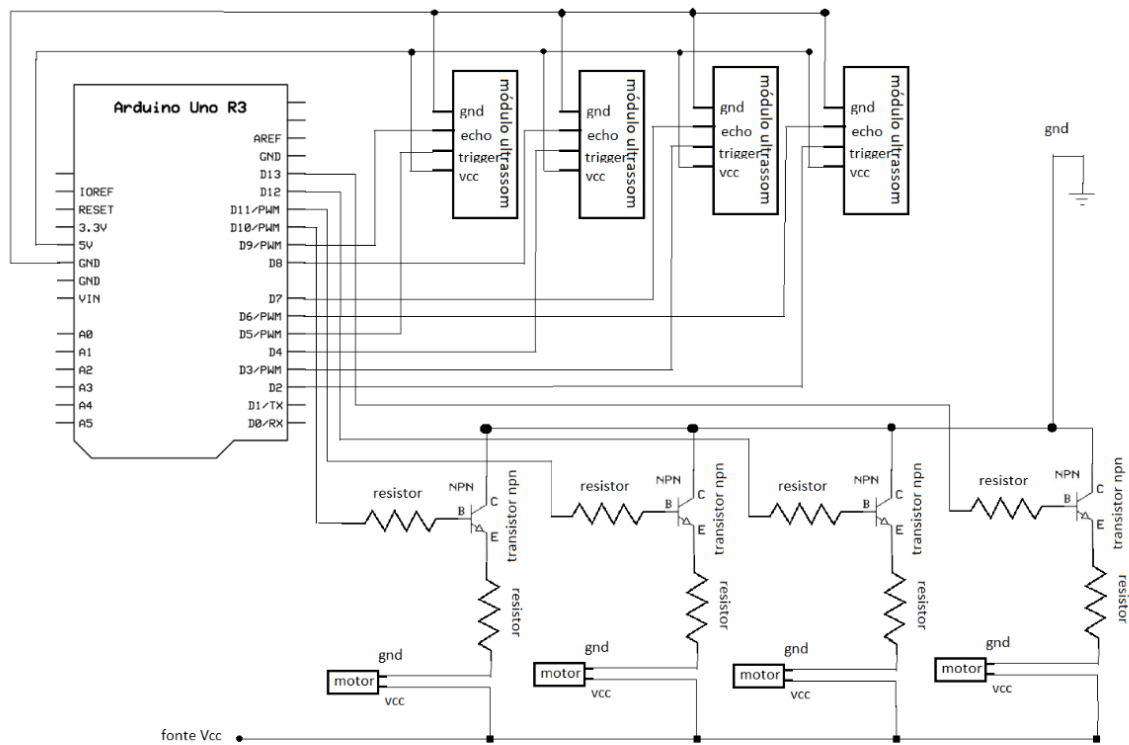 Arduino Uno R3
AREF
GND
D13
D12
D11/PWM
D10/PWM
D9/PWM
D8
D7
D6/PWM
D5/PWM
D4
D3/PWM
D2
D1/TX
D0/RX
IOREF
RESET
3.3V
5V
GND
GND
VIN
A0
A1
A2
A3
A4
A5
gnd
echo
trigger
vcc
módulo ultrassom
gnd
echo
trigger
vcc
módulo ultrassom
gnd
echo
trigger
vcc
módulo ultrassom
gnd
echo
trigger
vcc
módulo ultrassom
gnd
resistor
NPN
B
C
E
transistor npn
resistor
NPN
B
C
E
transistor npn
resistor
NPN
B
C
E
transistor npn
resistor
NPN
B
C
E
transistor npn
resistor
resistor
resistor
resistor
gnd
motor
vcc
gnd
motor
vcc
gnd
motor
vcc
gnd
motor
vcc
fonte Vcc